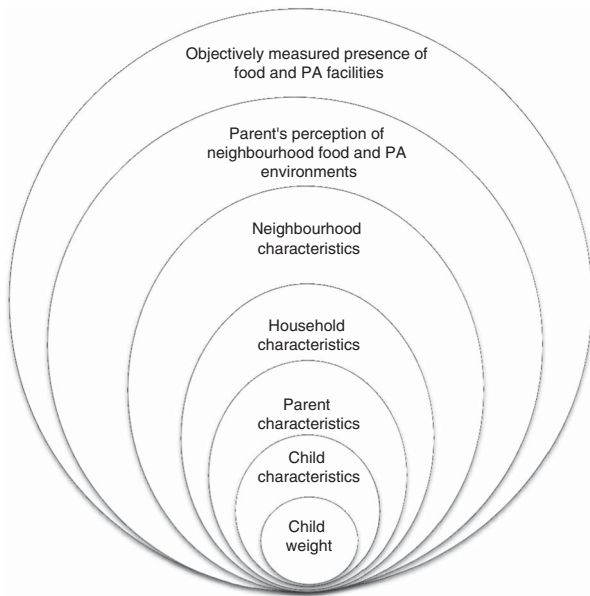 Objectively measured presence of
food and PA facilities
Parent's perception of
neighbourhood food and PA
environments
Neighbourhood
characteristics
Household
characteristics
Parent
characteristics
Child
characteristics
Child
weight